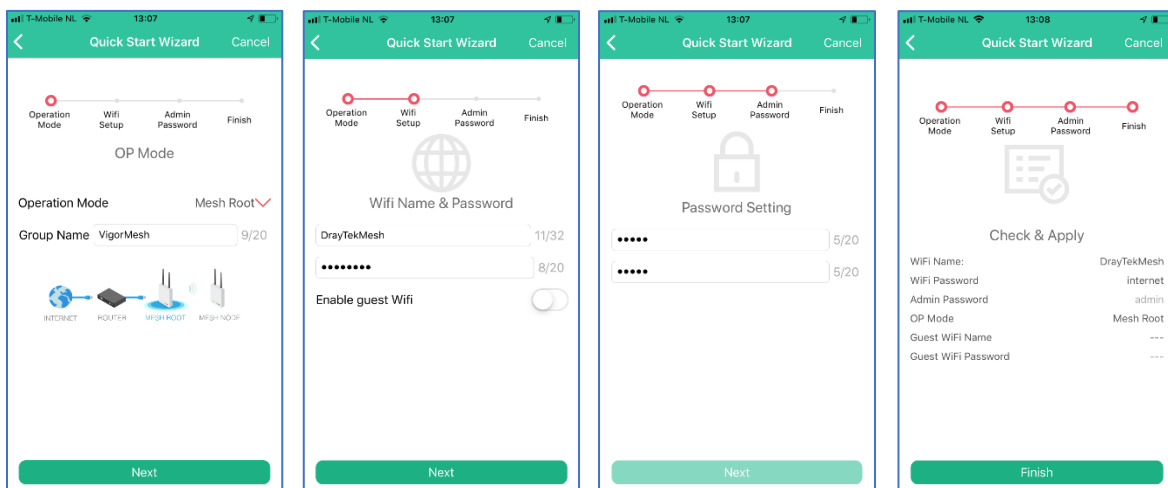 T-Mobile NL 13:07
Quick Start Wizard Cancel
Operation Mode Wifi Setup Admin Password Finish
OP Mode
Operation Mode Mesh Root
Group Name VigorMesh 9/20
INTERNET ROUTER MESH ROOT MESH NODE
Next
T-Mobile NL 13:07
Quick Start Wizard Cancel
Operation Mode Wifi Setup Admin Password Finish
Wifi Name & Password
DrayTekMesh 11/32
•••••••• 8/20
Enable guest Wifi
Next
T-Mobile NL 13:07
Quick Start Wizard Cancel
Operation Mode Wifi Setup Admin Password Finish
Password Setting
••••• 5/20
••••• 5/20
Next
T-Mobile NL 13:08
Quick Start Wizard Cancel
Operation Mode Wifi Setup Admin Password Finish
Check & Apply
WiFi Name: DrayTekMesh
WiFi Password internet
Admin Password admin
OP Mode Mesh Root
Guest WiFi Name ---
Guest WiFi Password ---
Finish